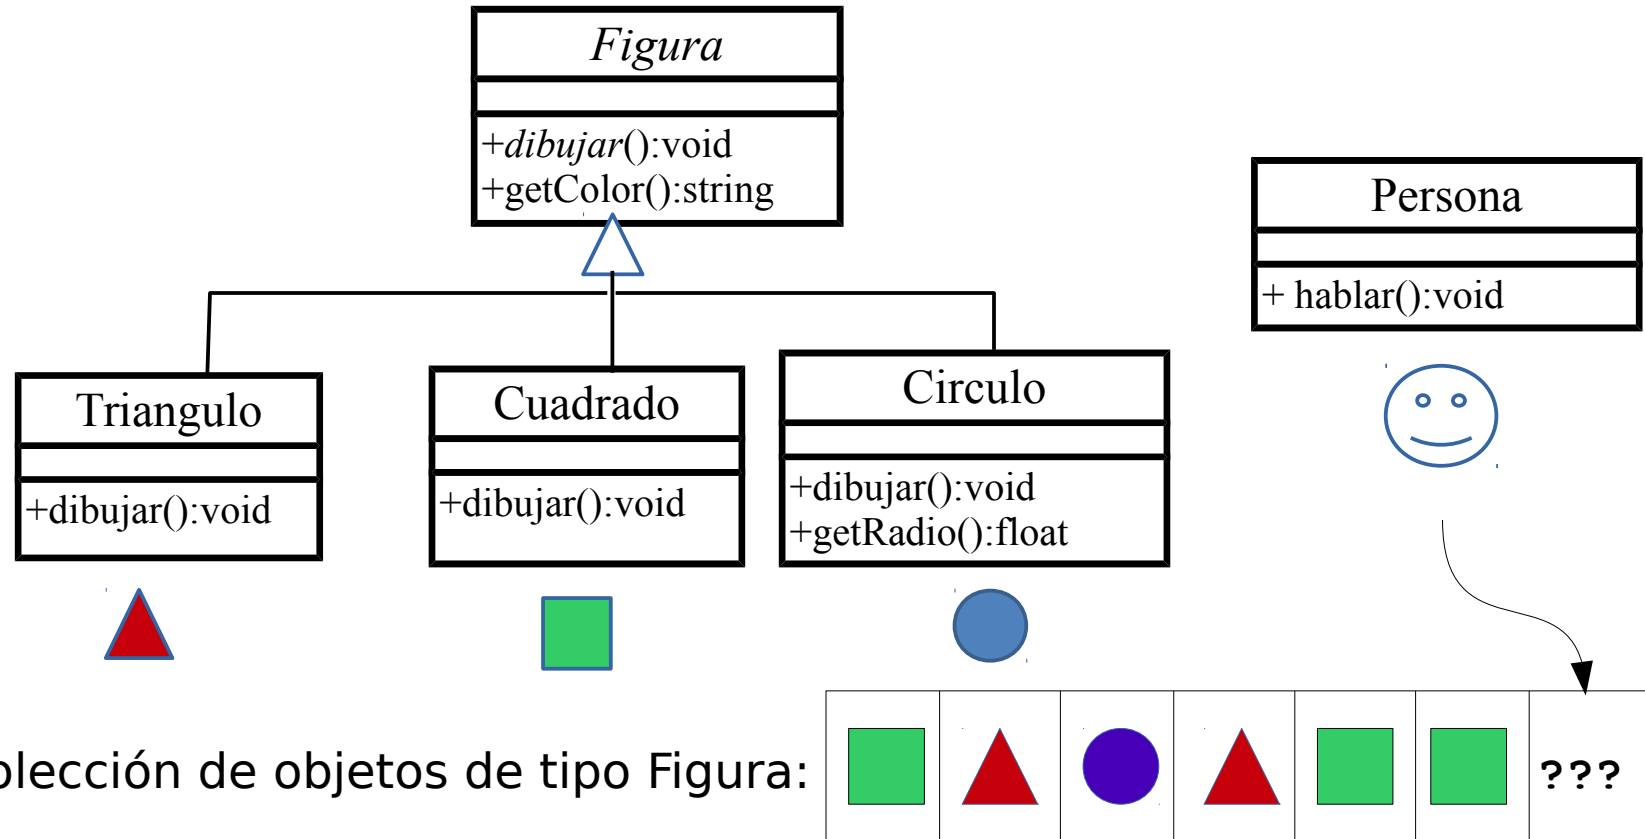 Figura
+dibujar():void
+getColor():string
Persona
+ hablar():void
Triangulo
+dibujar():void
Cuadrado
+dibujar():void
Circulo
+dibujar():void
+getRadio():float
olección de objetos de tipo Figura:
???